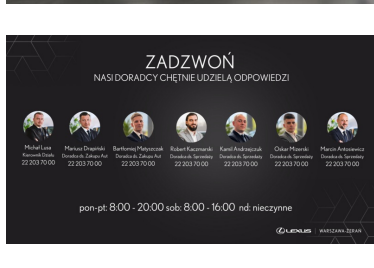 ZADZWOŃ
NASI DORADCY CHĘTNIE UDZIELĄ ODPOWIEDZI
Michał Lusa
Kierownik Działu
22 203 70 00
Mariusz Drapiński
Doradca ds. Zakupu Aut
22 203 70 00
Bartłomiej Matyszczak
Doradca ds. Zakupu Aut
22 203 70 00
Robert Kaczmarski
Doradca ds. Sprzedaży
22 203 70 00
Kamil Andrzejczuk
Doradca ds. Sprzedaży
22 203 70 00
Oskar Mizerski
Doradca ds. Sprzedaży
22 203 70 00
Marcin Antosiewicz
Doradca ds. Sprzedaży
22 203 70 00
pon-pt: 8:00 - 20:00 sob: 8:00 - 16:00 nd: nieczynne
LEXUS | WARSZAWA-ŻERAŃ